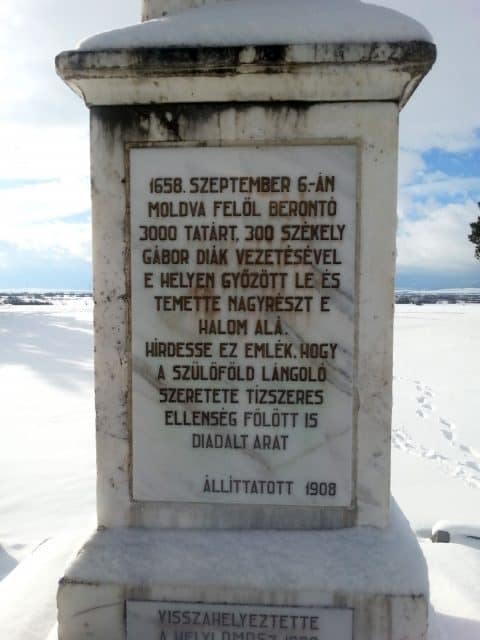 1658. SZEPTEMBER 6.-ÁN
MOLDVA FELŐL BERONTÓ
3000 TATÁRT, 300 SZÉKELY
GÁBOR DIÁK VEZETÉSÉVEL
E HELYEN GYŐZÖTT LE ÉS
TEMETTE NAGYRÉSZT E
HALOM ALÁ.
HIRDESSE EZ EMLÉK, HOGY
A SZÜLŐFÖLD LÁNGOLÓ
SZERETETE TÍZSZERES
ELLENSÉG FÖLÖTT IS
DIADALT ARAT
ÁLLÍTTATOTT 1908
VISSZAHELYEZTETTE
A HELYI